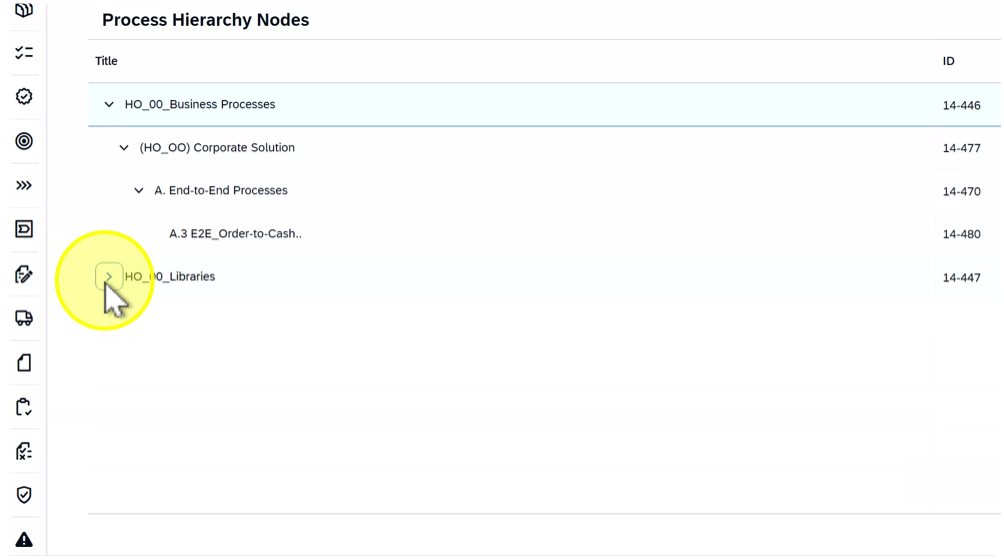 Process Hierarchy Nodes
Title ID
HO_00_Business Processes 14-446
(HO_OO) Corporate Solution 14-477
A. End-to-End Processes 14-470
A.3 E2E_Order-to-Cash.. 14-480
HO_00_Libraries 14-447